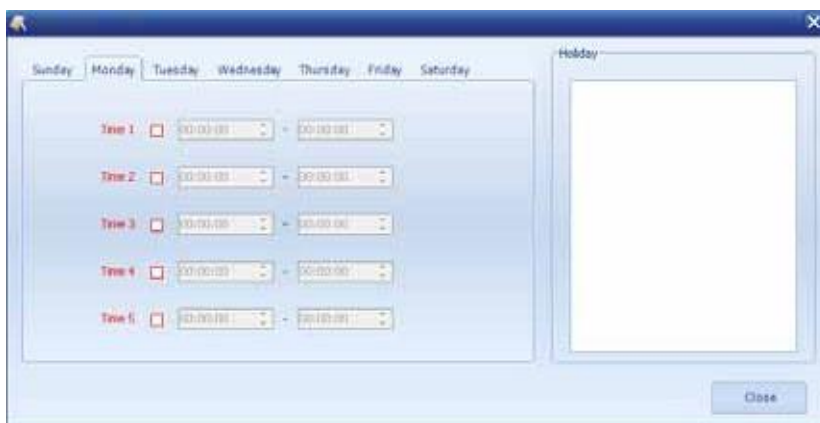 Sunday Monday Tuesday Wednesday Thursday Friday Saturday
Holiday
Time 1 00:00:00 - 00:00:00
Time 2 00:00:00 - 00:00:00
Time 3 00:00:00 - 00:00:00
Time 4 00:00:00 - 00:00:00
Time 5 00:00:00 - 00:00:00
Close